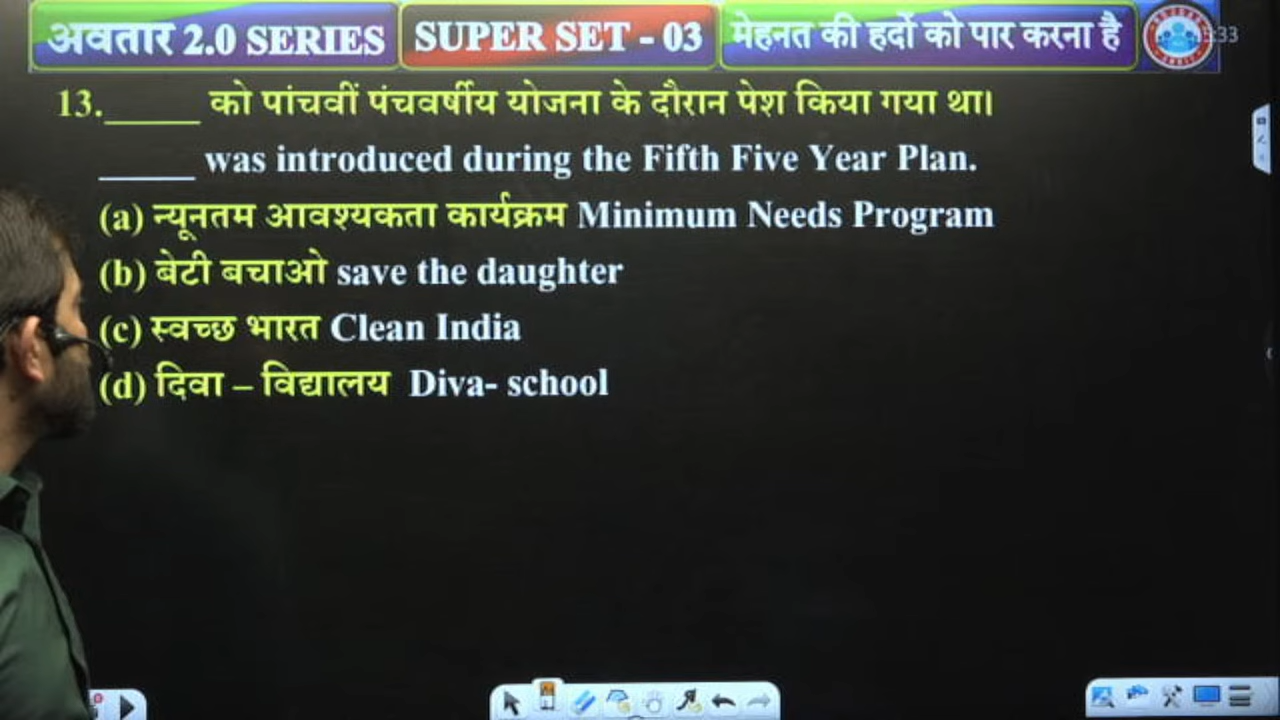 अवतार 2.0 SERIES SUPER SET - 03 मेहनत की हदों को पार करना है
13._____ को पांचवीं पंचवर्षीय योजना के दौरान पेश किया गया था।
_____ was introduced during the Fifth Five Year Plan.
(a) न्यूनतम आवश्यकता कार्यक्रम Minimum Needs Program
(b) बेटी बचाओ save the daughter
(c) स्वच्छ भारत Clean India
(d) दिवा – विद्यालय Diva- school